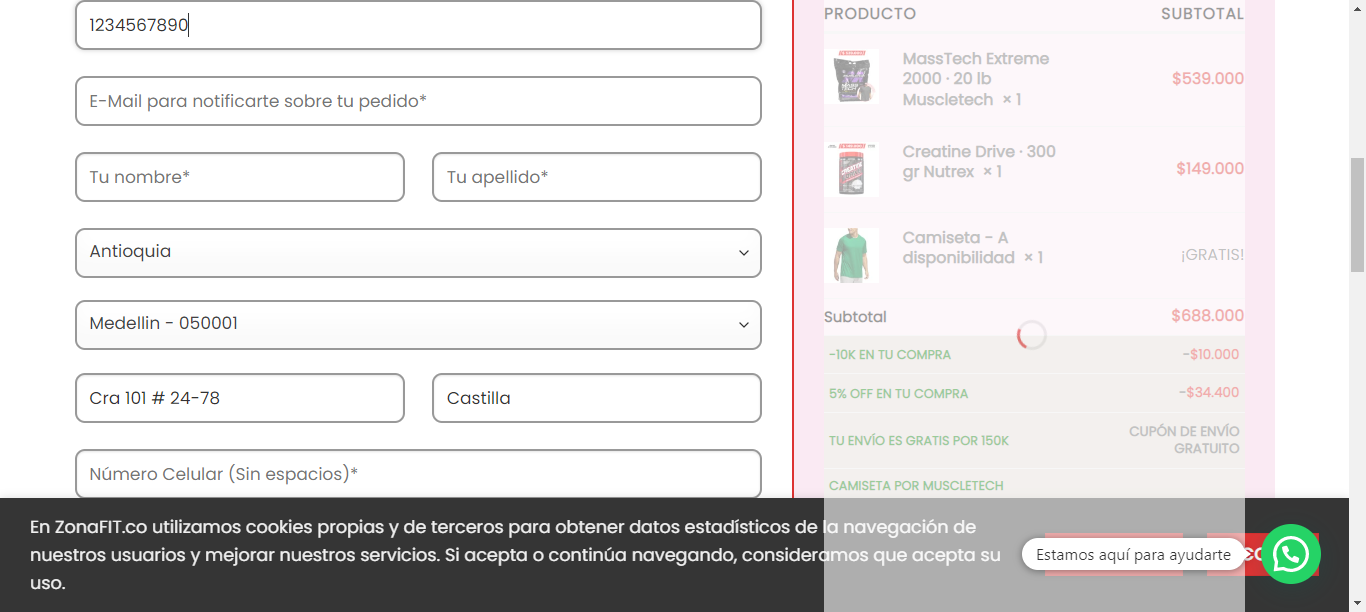 1234567890
E-Mail para notificarte sobre tu pedido*
Tu nombre*
Tu apellido*
Antioquia
Medellin - 050001
Cra 101 # 24-78
Castilla
Número Celular (Sin espacios)*
PRODUCTO
SUBTOTAL
MassTech Extreme
2000 · 20 lb
Muscletech × 1
$539.000
Creatine Drive · 300
gr Nutrex × 1
$149.000
Camiseta - A
disponibilidad × 1
¡GRATIS!
Subtotal
$688.000
-10K EN TU COMPRA
-$10.000
5% OFF EN TU COMPRA
-$34.400
TU ENVÍO ES GRATIS POR 150K
CUPÓN DE ENVÍO
GRATUITO
CAMISETA POR MUSCLETECH
En ZonaFIT.co utilizamos cookies propias y de terceros para obtener datos estadísticos de la navegación de
nuestros usuarios y mejorar nuestros servicios. Si acepta o continúa navegando, consideramos que acepta su
uso.
Estamos aquí para ayudarte